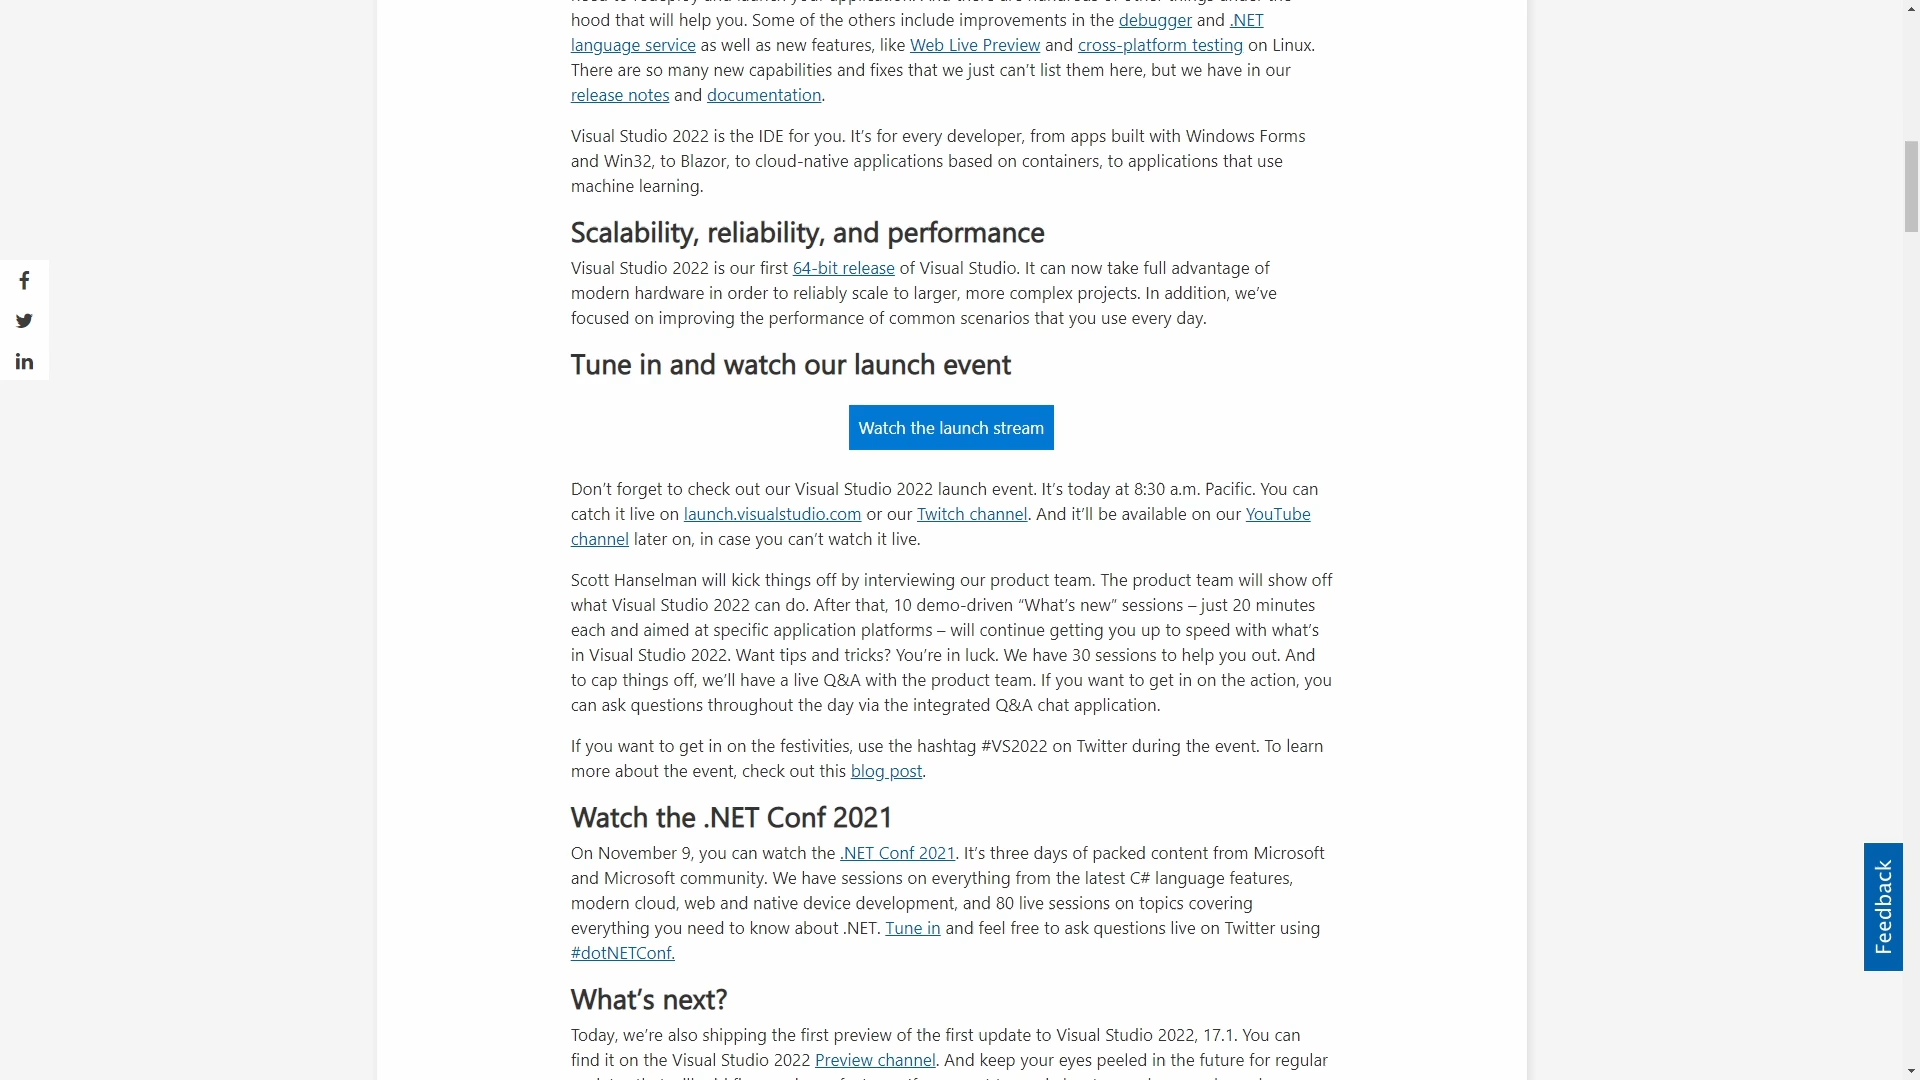 hood that will help you. Some of the others include improvements in the debugger and .NET
language service as well as new features, like Web Live Preview and cross-platform testing on Linux.
There are so many new capabilities and fixes that we just can’t list them here, but we have in our
release notes and documentation.
Visual Studio 2022 is the IDE for you. It’s for every developer, from apps built with Windows Forms
and Win32, to Blazor, to cloud-native applications based on containers, to applications that use
machine learning.
Scalability, reliability, and performance
Visual Studio 2022 is our first 64-bit release of Visual Studio. It can now take full advantage of
modern hardware in order to reliably scale to larger, more complex projects. In addition, we’ve
focused on improving the performance of common scenarios that you use every day.
Tune in and watch our launch event
Watch the launch stream
Don’t forget to check out our Visual Studio 2022 launch event. It’s today at 8:30 a.m. Pacific. You can
catch it live on launch.visualstudio.com or our Twitch channel. And it’ll be available on our YouTube
channel later on, in case you can’t watch it live.
Scott Hanselman will kick things off by interviewing our product team. The product team will show off
what Visual Studio 2022 can do. After that, 10 demo-driven “What’s new” sessions – just 20 minutes
each and aimed at specific application platforms – will continue getting you up to speed with what’s
in Visual Studio 2022. Want tips and tricks? You’re in luck. We have 30 sessions to help you out. And
to cap things off, we’ll have a live Q&A with the product team. If you want to get in on the action, you
can ask questions throughout the day via the integrated Q&A chat application.
If you want to get in on the festivities, use the hashtag #VS2022 on Twitter during the event. To learn
more about the event, check out this blog post.
Watch the .NET Conf 2021
On November 9, you can watch the .NET Conf 2021. It’s three days of packed content from Microsoft
and Microsoft community. We have sessions on everything from the latest C# language features,
modern cloud, web and native device development, and 80 live sessions on topics covering
everything you need to know about .NET. Tune in and feel free to ask questions live on Twitter using
#dotNETConf.
Feedback
What’s next?
Today, we’re also shipping the first preview of the first update to Visual Studio 2022, 17.1. You can
find it on the Visual Studio 2022 Preview channel. And keep your eyes peeled in the future for regular